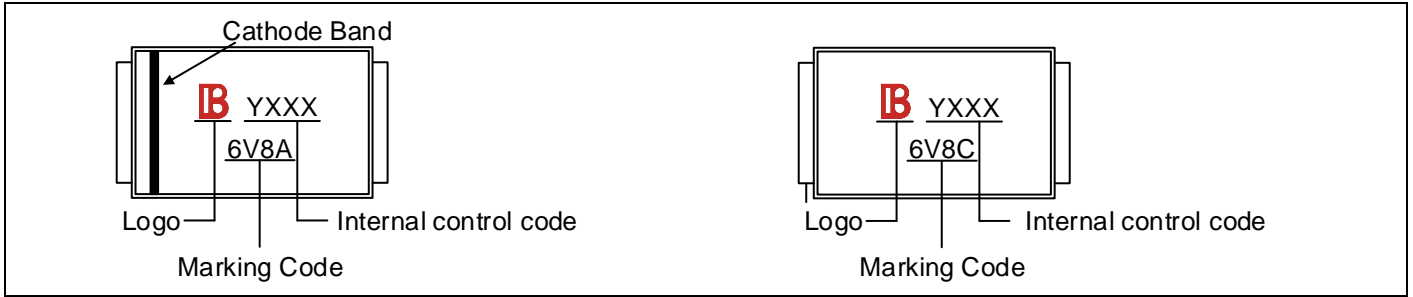 Cathode Band
B YXXX
6V8A
Logo
Internal control code
Marking Code
B YXXX
6V8C
Logo
Internal control code
Marking Code